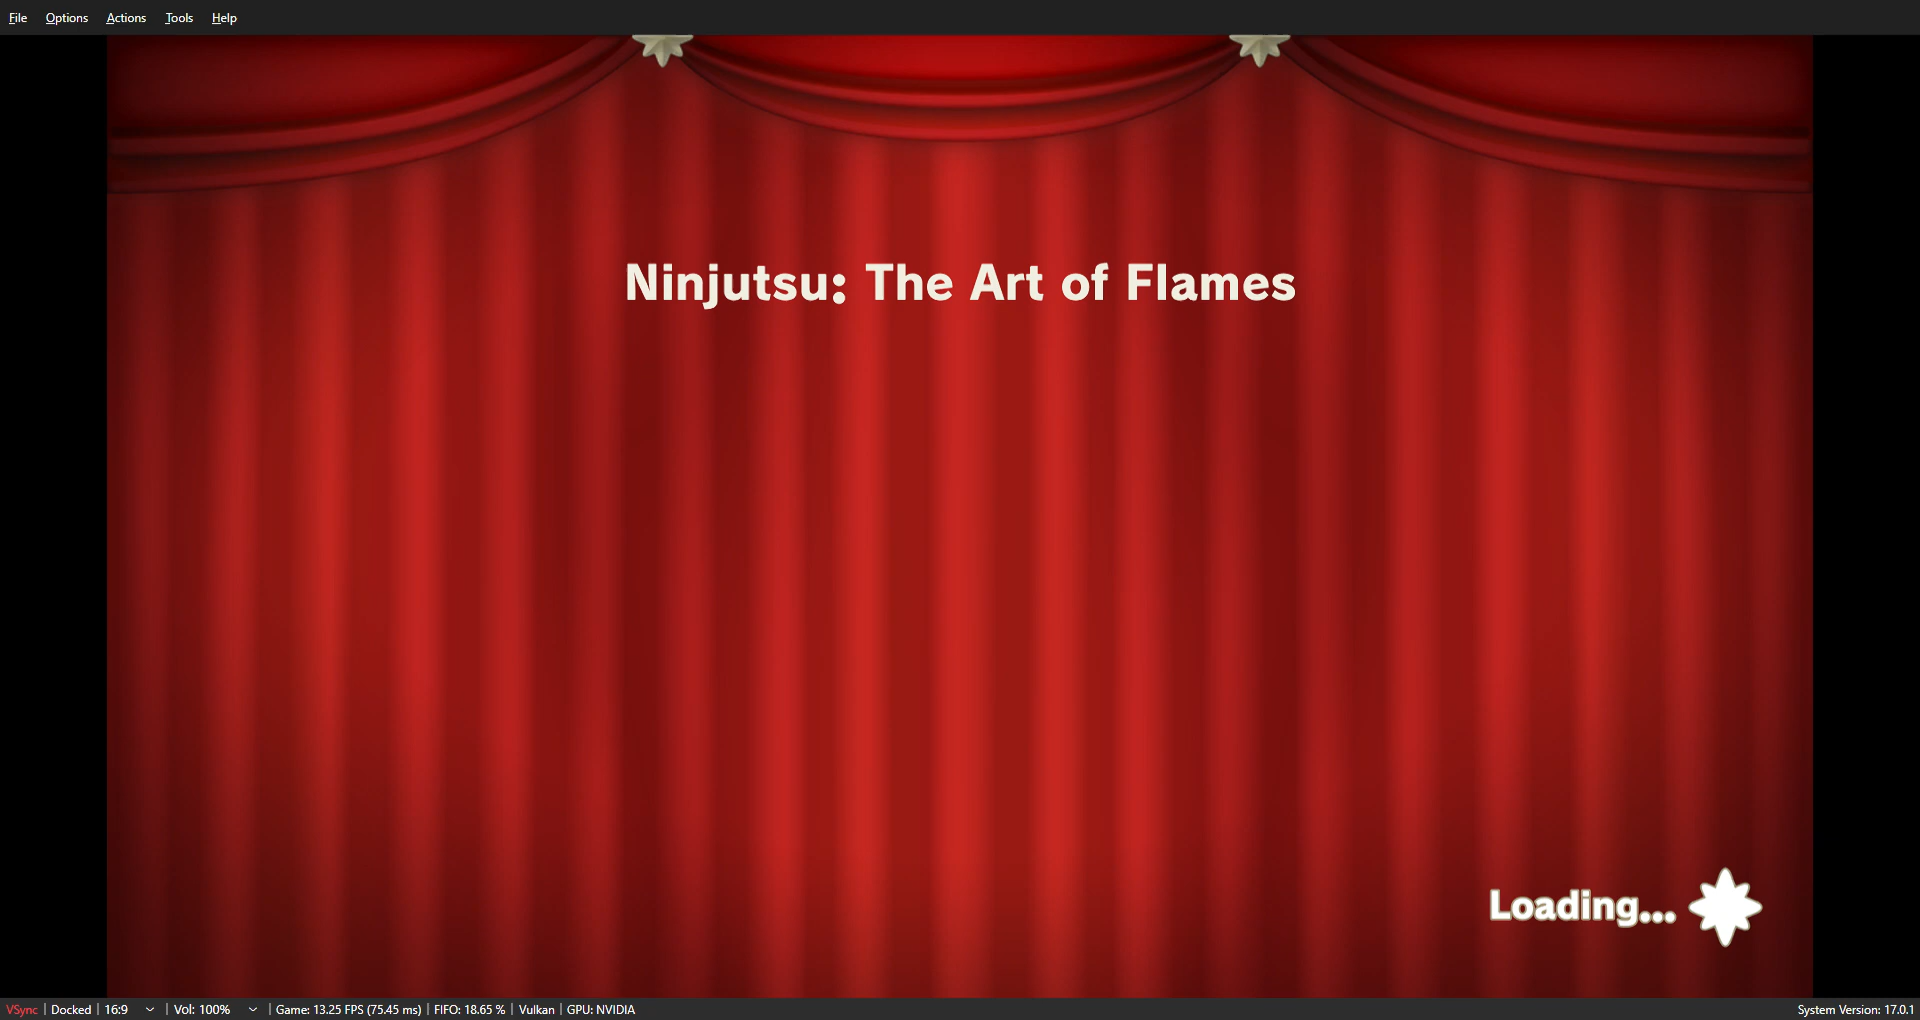 File Options Actions Tools Help
Ninjutsu: The Art of Flames
Loading...
VSync | Docked | 16:9 | Vol: 100% | Game: 13.25 FPS (75.45 ms) | FIFO: 18.65 % | Vulkan | GPU: NVIDIA System Version: 17.0.1